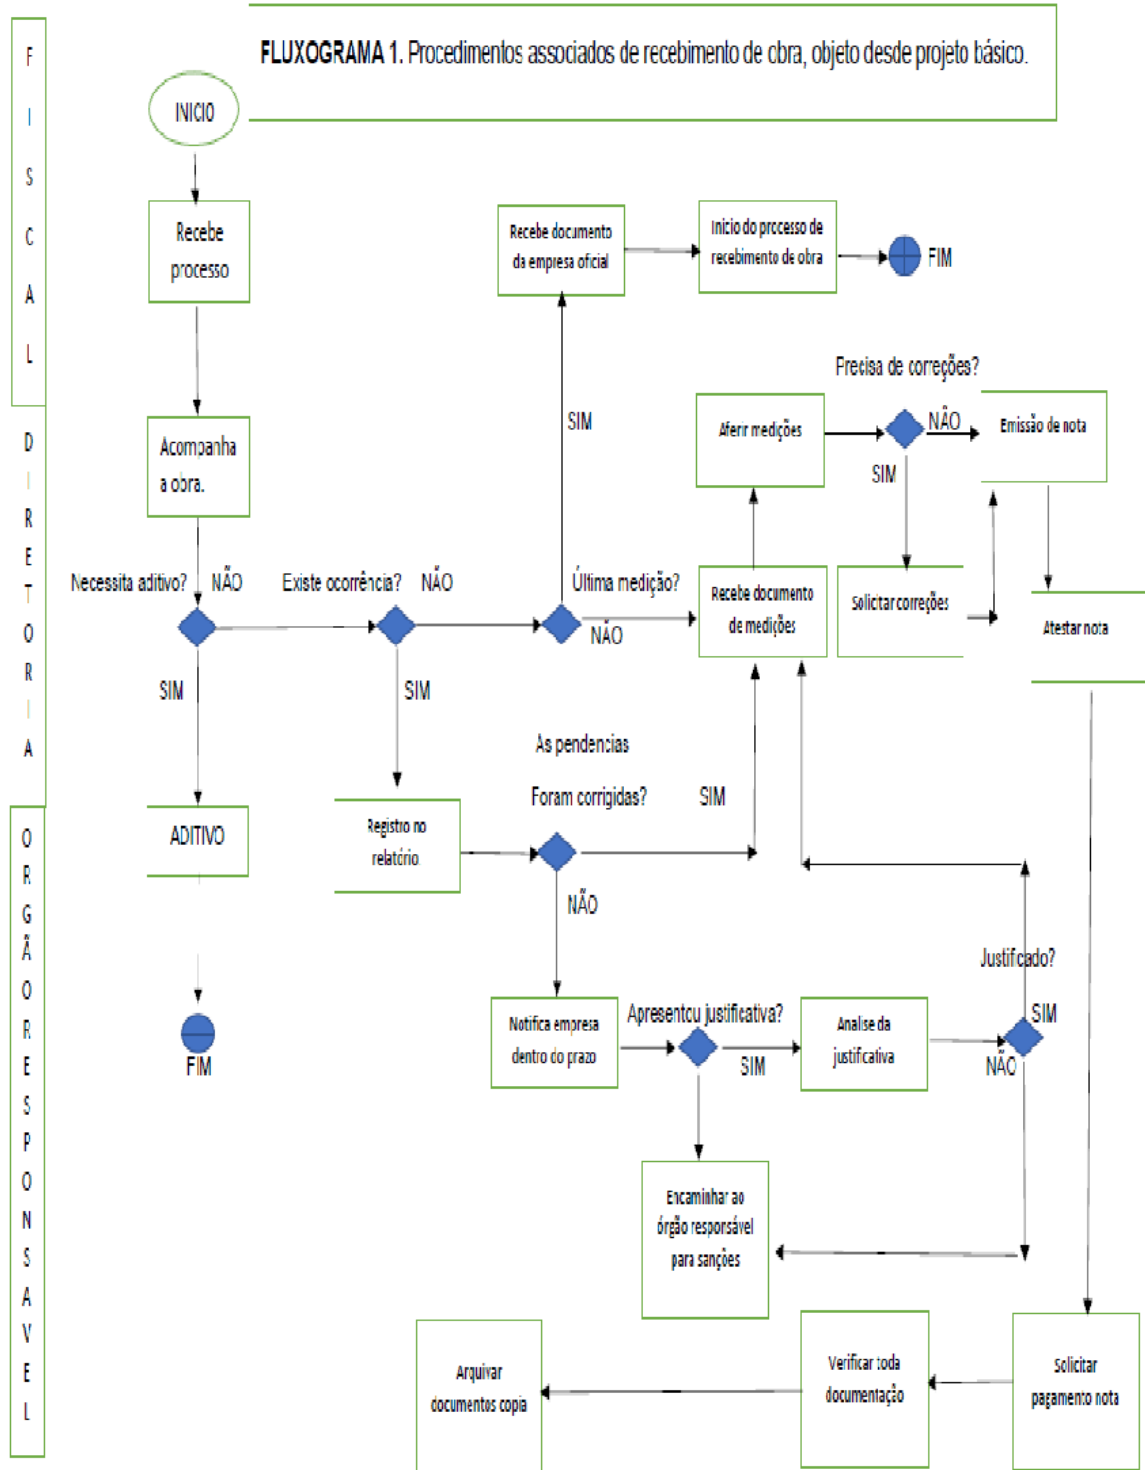 FLUXOGRAMA 1. Procedimentos associados de recebimento de obra, objeto desde projeto básico.
F
I
S
C
A
L
D
I
R
E
T
O
R
I
A
O
R
G
Ã
O
R
E
S
P
O
N
S
A
V
E
L
INICIO
Recebe
processo
Recebe documento
da empresa oficial
Inicio do processo de
recebimento de obra
FIM
Precisa de correções?
SIM
Acompanha
a obra.
Aferir medições
NÃO
Emissão de nota
SIM
Necessita aditivo?
NÃO
Existe ocorrência?
NÃO
Última medição?
NÃO
Recebe documento
de medições
Solicitar correções
Atestar nota
SIM
SIM
As pendencias
Foram corrigidas?
SIM
ADITIVO
Registro no
relatório
NÃO
Justificado?
Notifica empresa
dentro do prazo
Apresentou justificativa?
SIM
Analise da
justificativa
SIM
NÃO
FIM
Encaminhar ao
órgão responsável
para sanções
Arquivar
documentos copia
Verificar toda
documentação
Solicitar
pagamento nota